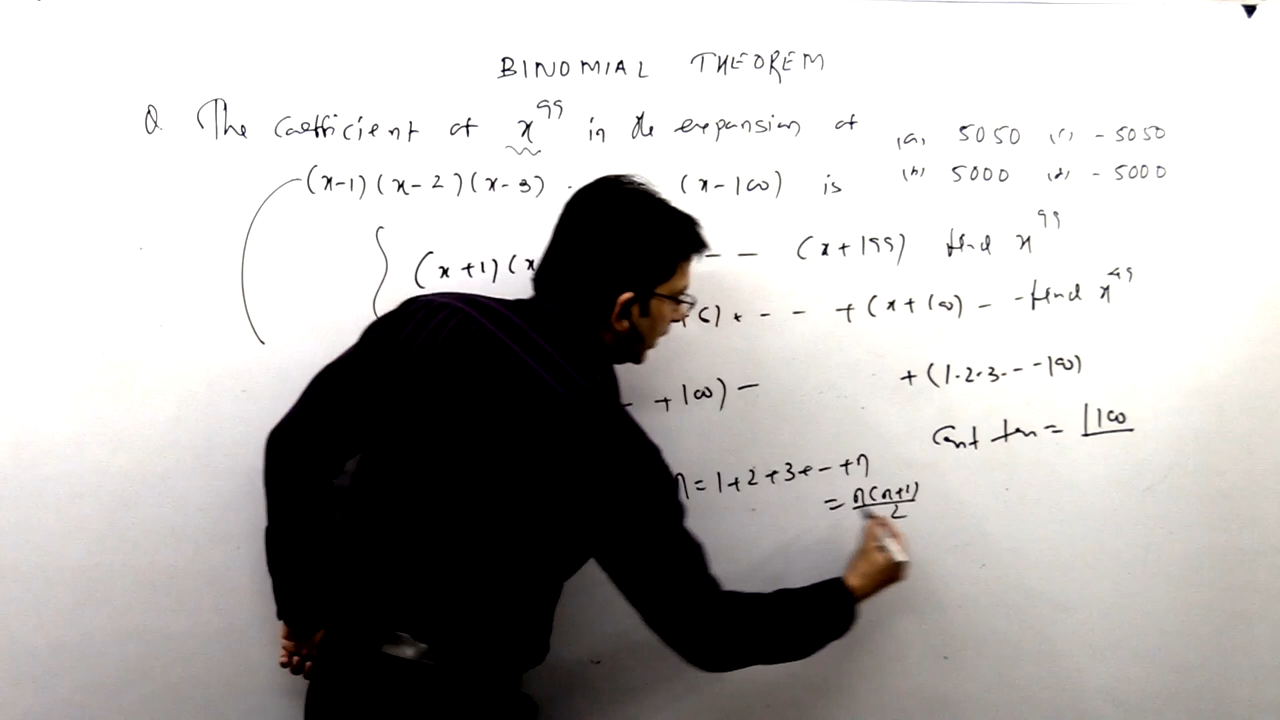 BINOMIAL THEOREM
Q The Coefficient of x^99 in the expansion of
(a) 5050 (c) -5050
(b) 5000 (d) -5000
(x-1)(x-2)(x-3) (x-100) is
(x+1)(x -- (x+199) find x^99
-- + (x+100) - - find x^99
+100) - + (1.2.3. -- -100)
Const term = ⌊100
n = 1+2+3+-- +n
= n(n+1)/2